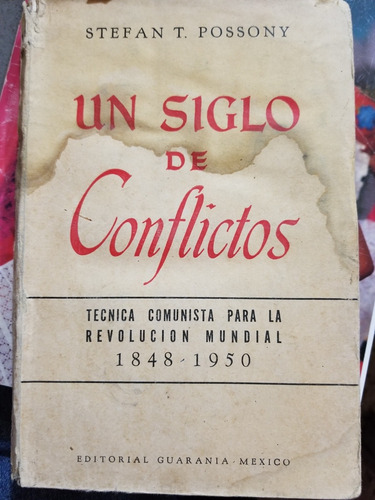 STEFAN T. POSSONY
UN SIGLO
DE
Conflictos
TECNICA COMUNISTA PARA LA
REVOLUCION MUNDIAL
1848-1950
EDITORIAL GUARANIA-MEXICO